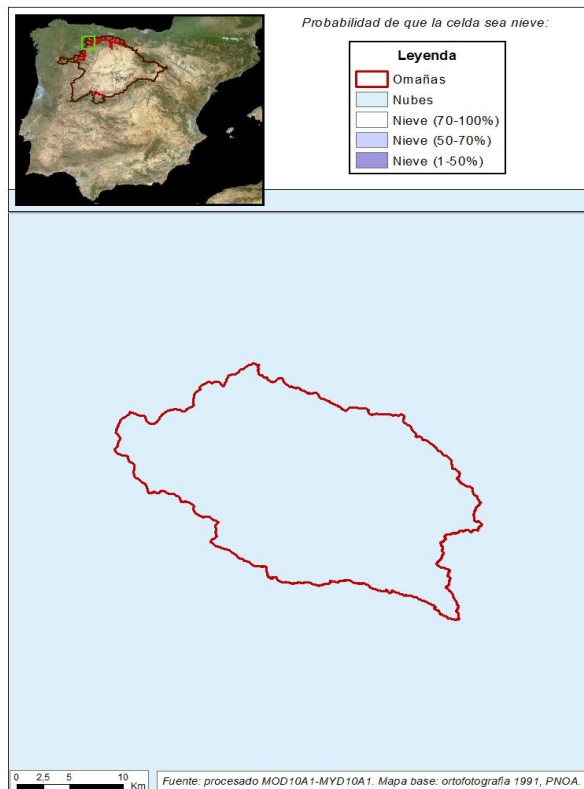 Probabilidad de que la celda sea nieve:
Leyenda
Omañas
Nubes
Nieve (70-100%)
Nieve (50-70%)
Nieve (1-50%)
0 2,5 5 10
Km
Fuente: procesado MOD10A1-MYD10A1. Mapa base: ortofotografía 1991, PNOA.